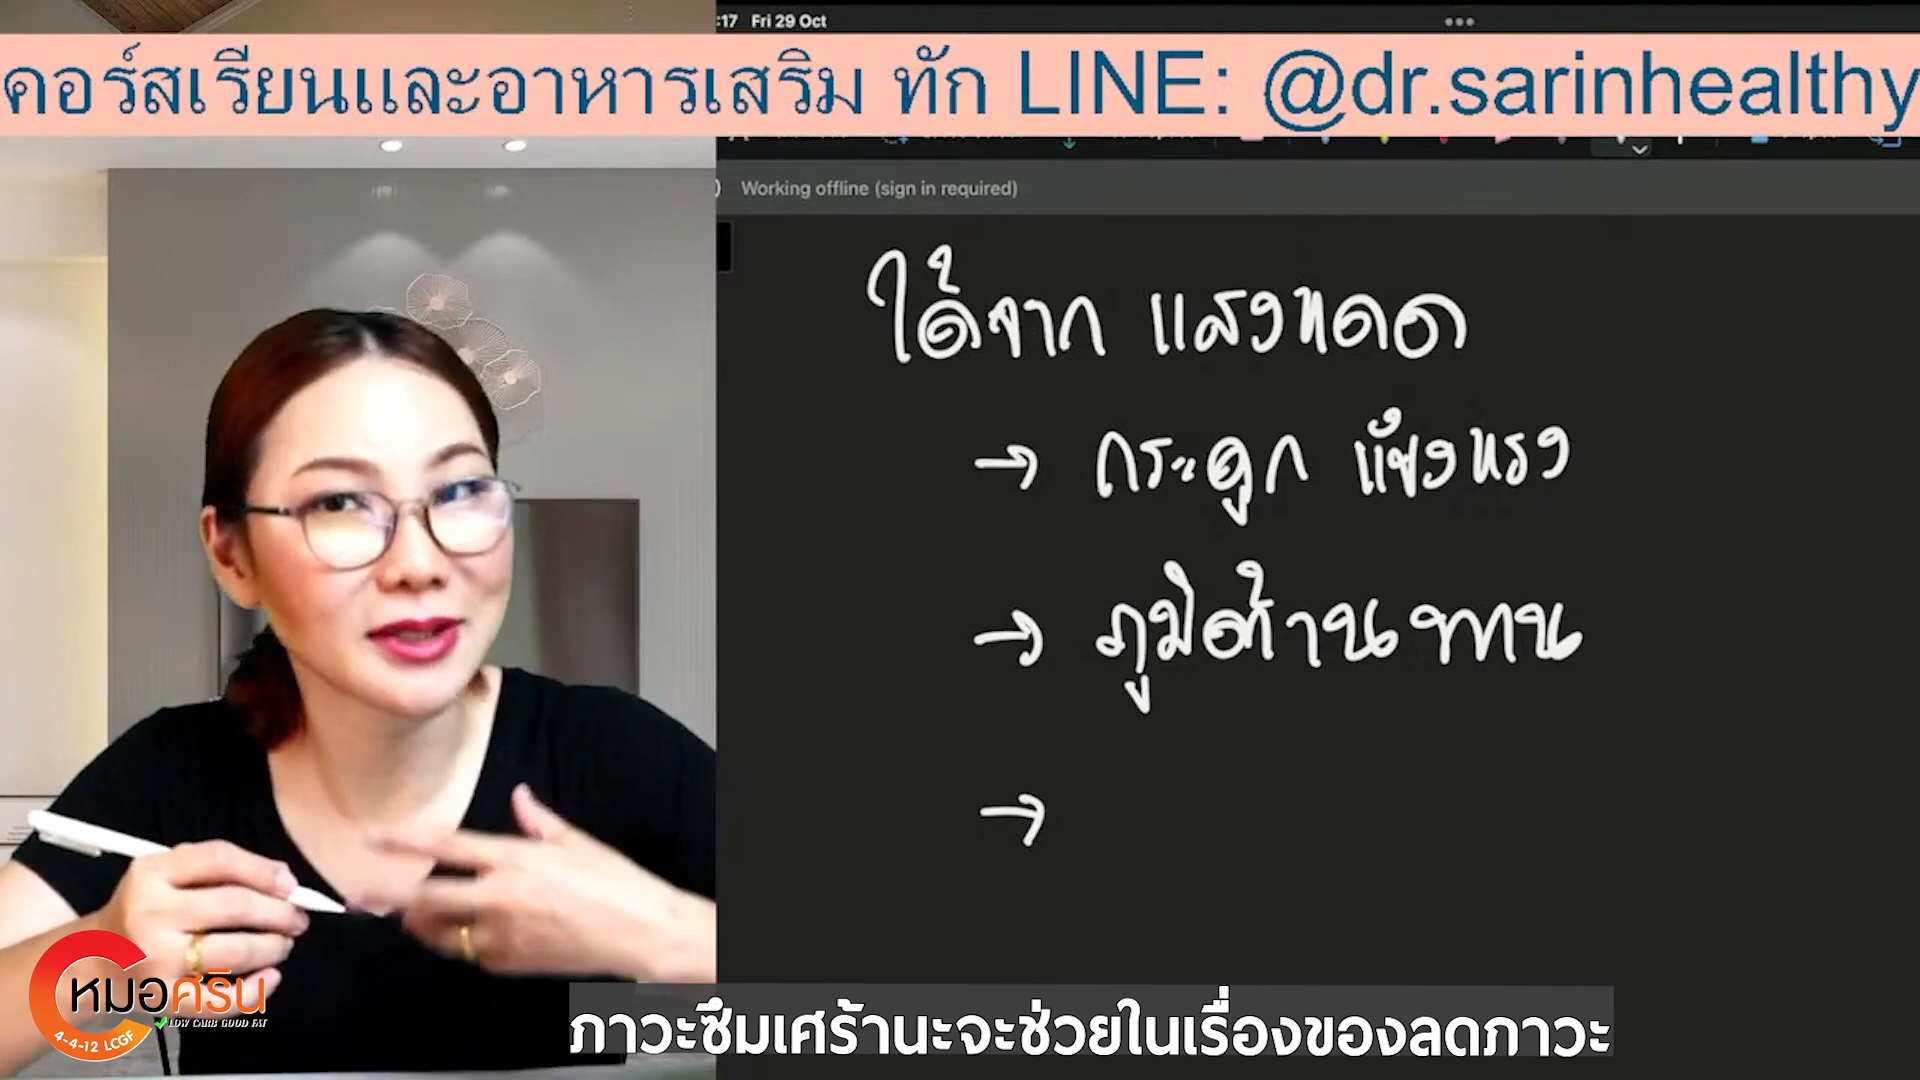 :17 Fri 29 Oct
คอร์สเรียนและอาหารเสริม ทัก LINE: @dr.sarinhealthy
Working offline (sign in required)
ได้จาก แสงแดด
→ กระดูก แข็งแรง
→ ภูมิต้านทาน
→
หมอศริน
LOW CARB GOOD FAT
4-4-12 LCGF
ภาวะซึมเศร้านะจะช่วยในเรื่องของลดภาวะ